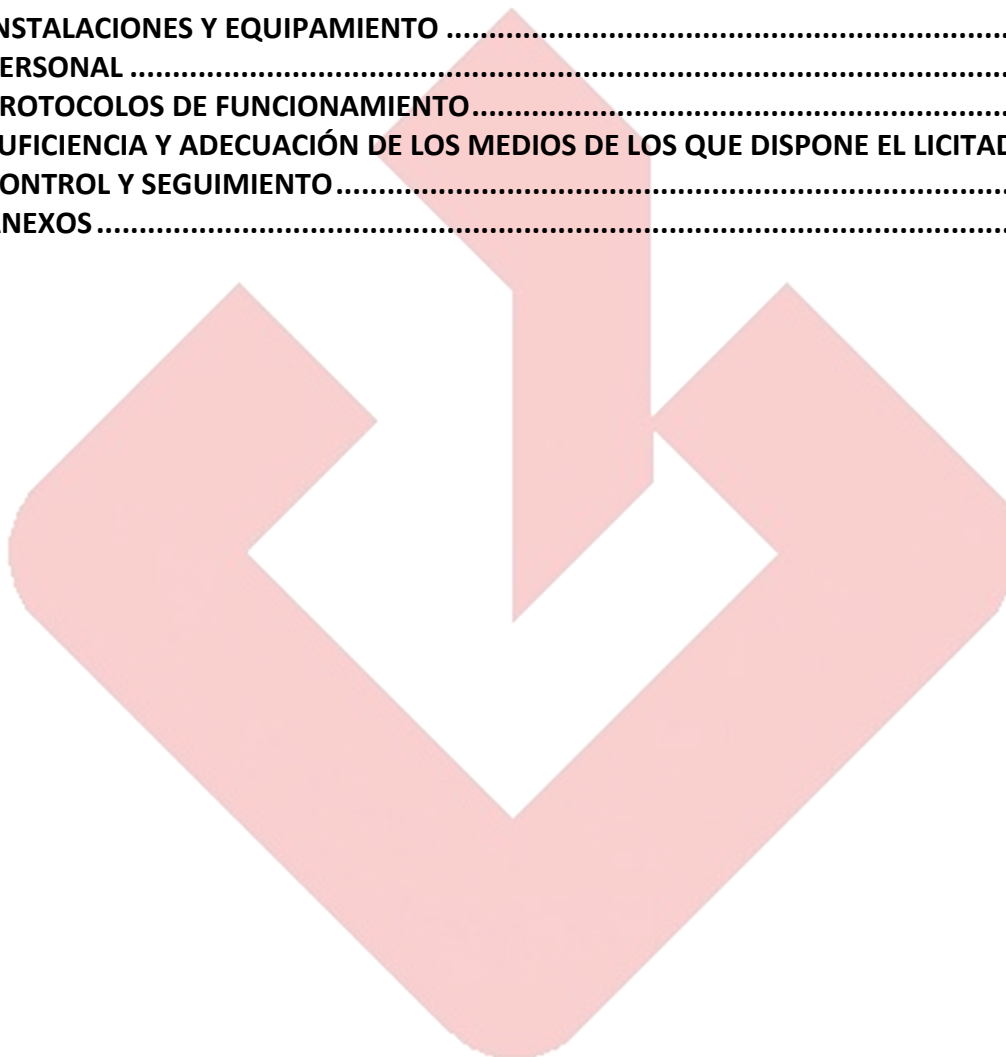 NSTALACIONES Y EQUIPAMIENTO ..........................................................................
ERSONAL ..............................................................................................................
ROTOCOLOS DE FUNCIONAMIENTO......................................................................
UFICIENCIA Y ADECUACIÓN DE LOS MEDIOS DE LOS QUE DISPONE EL LICITAD
ONTROL Y SEGUIMIENTO .....................................................................................
NEXOS ..................................................................................................................